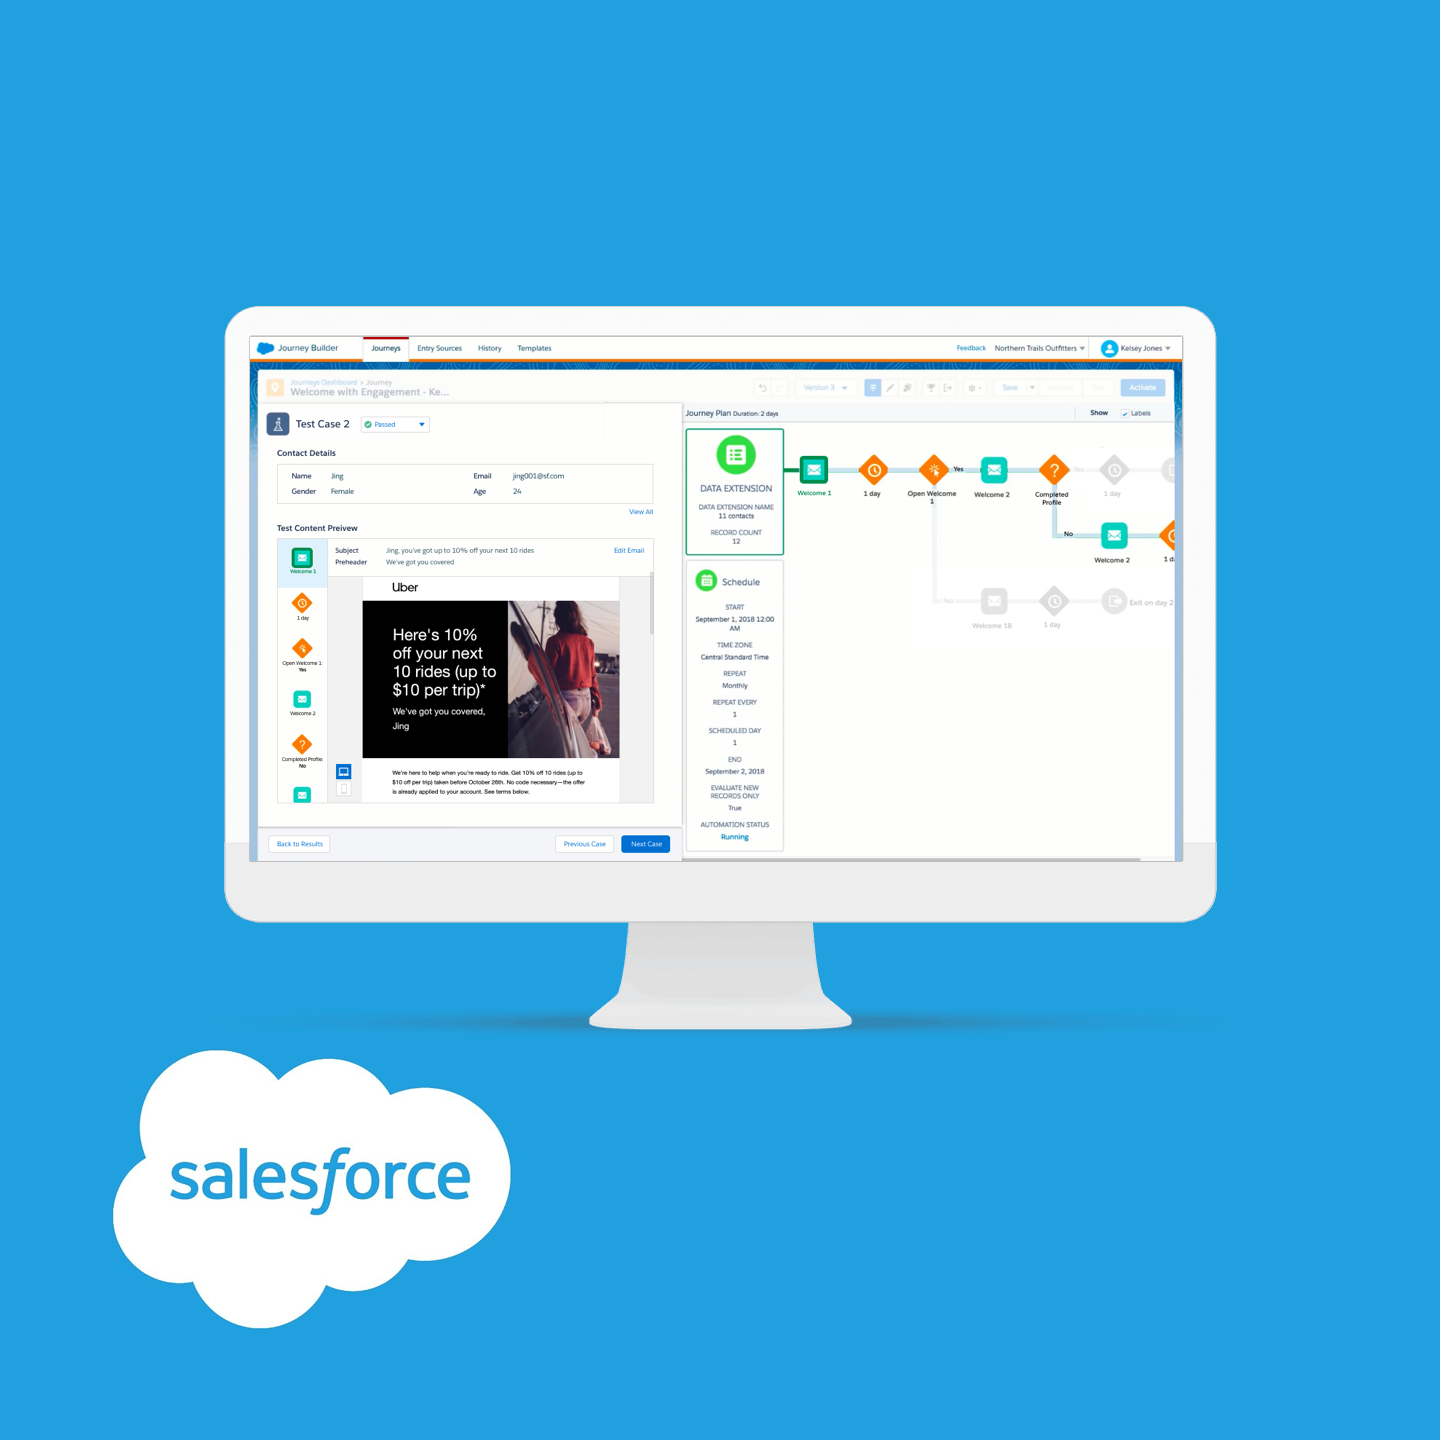 Journey Builder
Journeys
Entry Sources
History
Templates
Feedback
Northern Trails Outfitters
Kelsey Jones
Journeys Dashboard > Journey
Welcome with Engagement - Ke...
Version 3
Save
Activate
Test Case 2
Passed
Contact Details
Name Jing Email jing001@sf.com
Gender Female Age 24
View All
Test Content Preivew
Welcome 1
1 day
Open Welcome 1:
Yes
Welcome 2
Completed Profile:
No
Subject Jing, you've got up to 10% off your next 10 rides Edit Email
Preheader We've got you covered
Uber
Here's 10%
off your next
10 rides (up to
$10 per trip)*
We've got you covered,
Jing
We're here to help when you're ready to ride. Get 10% off 10 rides (up to
$10 off per trip) taken before October 26th. No code necessary—the offer
is already applied to your account. See terms below.
Back to Results
Previous Case
Next Case
Journey Plan Duration: 2 days
Show
Labels
DATA EXTENSION
DATA EXTENSION NAME
11 contacts
RECORD COUNT
12
Schedule
START
September 1, 2018 12:00
AM
TIME ZONE
Central Standard Time
REPEAT
Monthly
REPEAT EVERY
1
SCHEDULED DAY
1
END
September 2, 2018
EVALUATE NEW
RECORDS ONLY
True
AUTOMATION STATUS
Running
Welcome 1
1 day
Open Welcome
1
Yes
Welcome 2
?
Completed
Profile
Yes
1 day
No
Welcome 2
1 d
No
Welcome 1B
1 day
Exit on day 2
salesforce